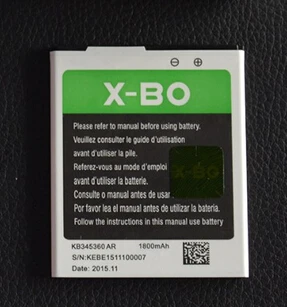 ⊖ ⊕
X-BO
Please refer to manual before using battery.
Veuillez consulter le guide d'utilisation
avant d'utiliser la pile.
Referez-vous au mode d'emploi
avant d'utiliser la batterie.
Consulte o manual antes de usar
Por favor lea el manual antes de utilizar la batería.
Follow the instructions in this manual use battery
X-BO
KB345360 AR 1800mAh
S/N:KEBE1511100007
Date: 2015.11